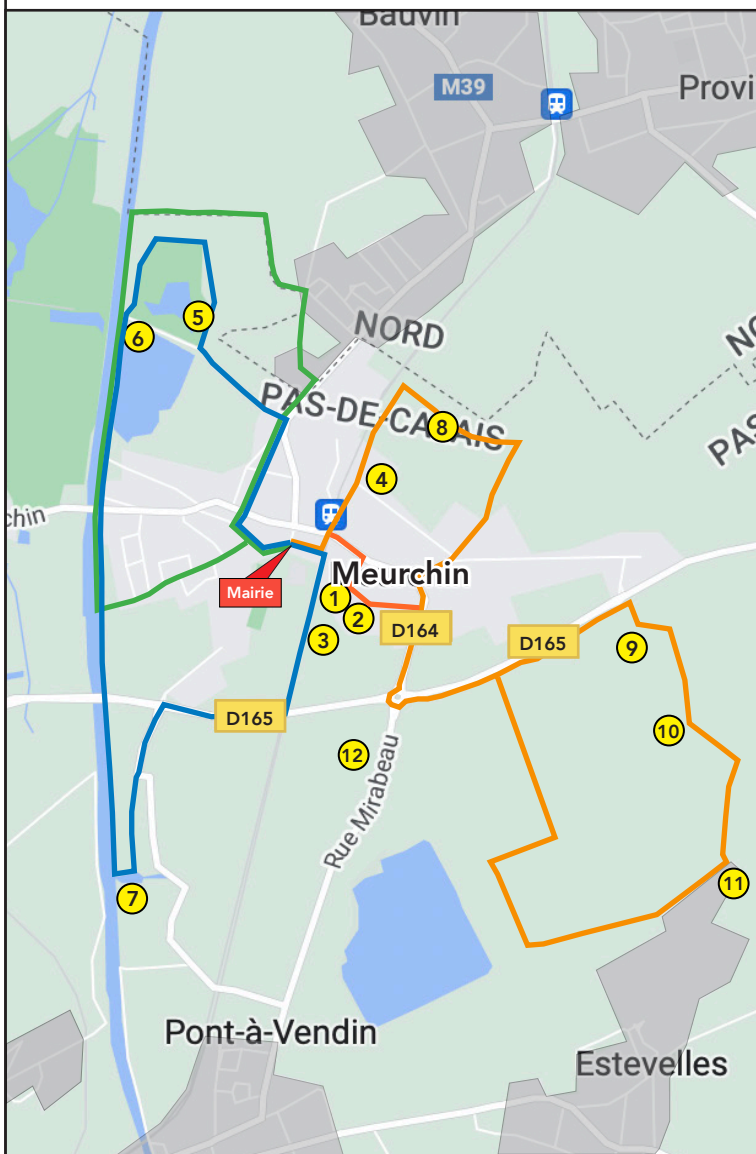 Bauvin
M39
Provi
5
6
NORD
NO
PAS-DE-CALAIS
8
PAS
4
chin
Meurchin
Mairie
1
2
D164
3
D165
9
D165
10
12
Rue Mirabeau
11
7
Pont-à-Vendin
Estevelles